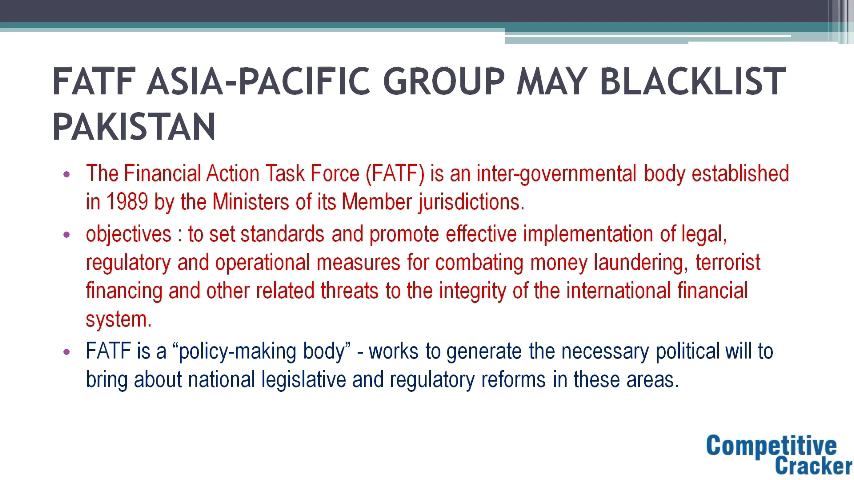 FATF ASIA-PACIFIC GROUP MAY BLACKLIST
PAKISTAN
• The Financial Action Task Force (FATF) is an inter-governmental body established
in 1989 by the Ministers of its Member jurisdictions.
• objectives : to set standards and promote effective implementation of legal,
regulatory and operational measures for combating money laundering, terrorist
financing and other related threats to the integrity of the international financial
system.
• FATF is a “policy-making body” - works to generate the necessary political will to
bring about national legislative and regulatory reforms in these areas.
Competitive
Cracker